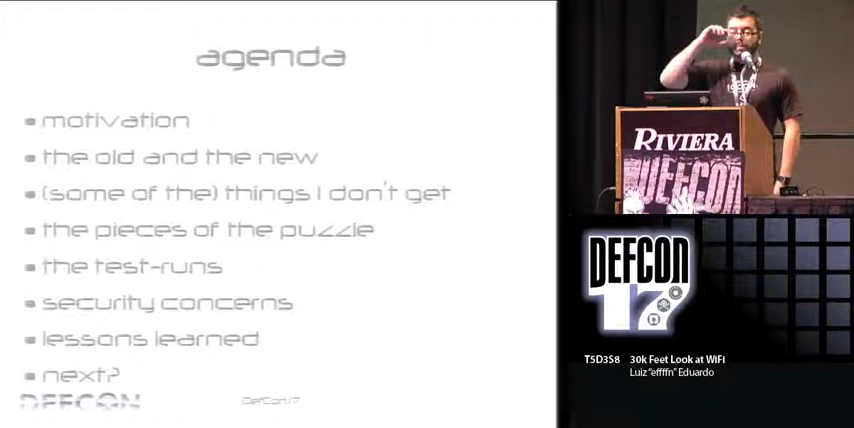 agenda
motivation
the old and the new
(some of the) things I don't get
the pieces of the puzzle
the test-runs
security concerns
lessons learned
next?
DEFCON
DefCon 17
RIVIERA
DEFCON
DEFCON
17
T5D3S8 30k Feet Look at WiFi
Luiz "effffn" Eduardo